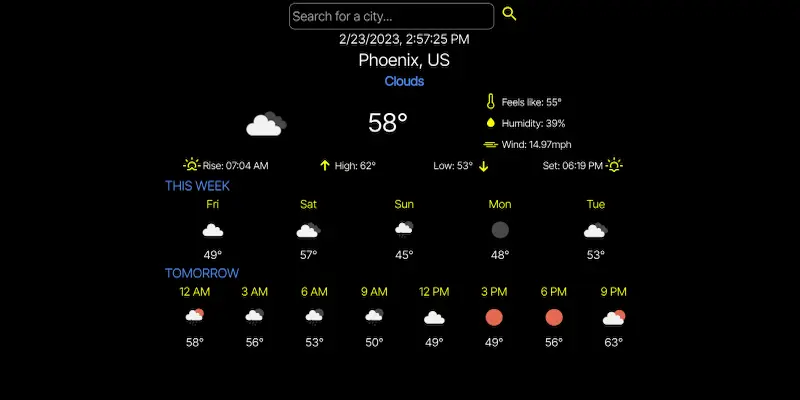 Search for a city...
2/23/2023, 2:57:25 PM
Phoenix, US
Clouds
58°
Feels like: 55°
Humidity: 39%
Wind: 14.97mph
Rise: 07:04 AM High: 62° Low: 53° Set: 06:19 PM
THIS WEEK
Fri Sat Sun Mon Tue
49° 57° 45° 48° 53°
TOMORROW
12 AM 3 AM 6 AM 9 AM 12 PM 3 PM 6 PM 9 PM
58° 56° 53° 50° 49° 49° 56° 63°